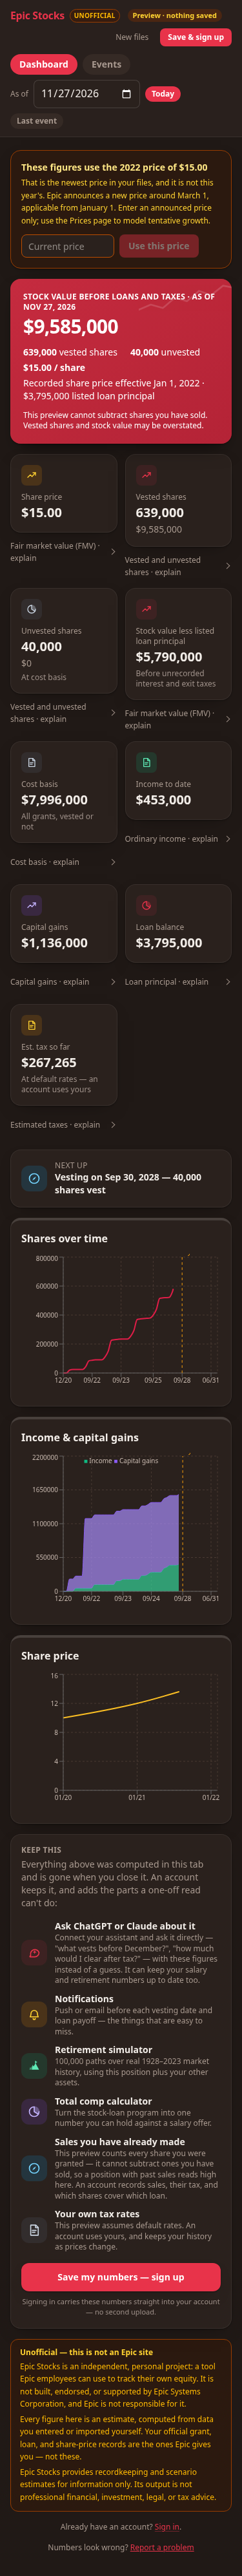 Epic Stocks UNOFFICIAL Preview · nothing saved
New files Save & sign up
Dashboard Events
As of 11/27/2026 Today
Last event
These figures use the 2022 price of $15.00
That is the newest price in your files, and it is not this
year's. Epic announces a new price around March 1,
applicable from January 1. Enter an announced price
only; use the Prices page to model tentative growth.
Current price Use this price
STOCK VALUE BEFORE LOANS AND TAXES · AS OF
NOV 27, 2026
$9,585,000
639,000 vested shares 40,000 unvested
$15.00 / share
Recorded share price effective Jan 1, 2022 ·
$3,795,000 listed loan principal
This preview cannot subtract shares you have sold.
Vested shares and stock value may be overstated.
Share price
$15.00
Fair market value (FMV) ·
explain
Vested shares
639,000
$9,585,000
Vested and unvested
shares · explain
Unvested shares
40,000
$0
At cost basis
Vested and unvested
shares · explain
Stock value less listed
loan principal
$5,790,000
Before unrecorded
interest and exit taxes
Fair market value (FMV) ·
explain
Cost basis
$7,996,000
All grants, vested or
not
Cost basis · explain
Income to date
$453,000
Ordinary income · explain
Capital gains
$1,136,000
Capital gains · explain
Loan balance
$3,795,000
Loan principal · explain
Est. tax so far
$267,265
At default rates — an
account uses yours
Estimated taxes · explain
NEXT UP
Vesting on Sep 30, 2028 — 40,000
shares vest
Shares over time
800000
600000
400000
200000
0
12/20 09/22 09/23 09/25 09/28 06/31
Income & capital gains
2200000
Income Capital gains
1650000
1100000
550000
0
12/20 09/22 09/23 09/24 09/28 06/31
Share price
16
12
8
4
0
01/20 01/21 01/22
KEEP THIS
Everything above was computed in this tab
and is gone when you close it. An account
keeps it, and adds the parts a one-off read
can't do:
Ask ChatGPT or Claude about it
Connect your assistant and ask it directly —
"what vests before December?", "how much
would I clear after tax?" — with these figures
instead of a guess. It can keep your salary
and retirement numbers up to date too.
Notifications
Push or email before each vesting date and
loan payoff — the things that are easy to
miss.
Retirement simulator
100,000 paths over real 1928–2023 market
history, using this position plus your other
assets.
Total comp calculator
Turn the stock-loan program into one
number you can hold against a salary offer.
Sales you have already made
This preview counts every share you were
granted — it cannot subtract ones you have
sold, so a position with past sales reads high
here. An account records sales, their tax, and
which shares cover which loan.
Your own tax rates
This preview assumes default rates. An
account uses yours, and keeps your history
as prices change.
Save my numbers — sign up
Signing in carries these numbers straight into your account
— no second upload.
Unofficial — this is not an Epic site
Epic Stocks is an independent, personal project: a tool
Epic employees can use to track their own equity. It is
not built, endorsed, or supported by Epic Systems
Corporation, and Epic is not responsible for it.
Every figure here is an estimate, computed from data
you entered or imported yourself. Your official grant,
loan, and share-price records are the ones Epic gives
you — not these.
Epic Stocks provides recordkeeping and scenario
estimates for information only. Its output is not
professional financial, investment, legal, or tax advice.
Already have an account? Sign in.
Numbers look wrong? Report a problem